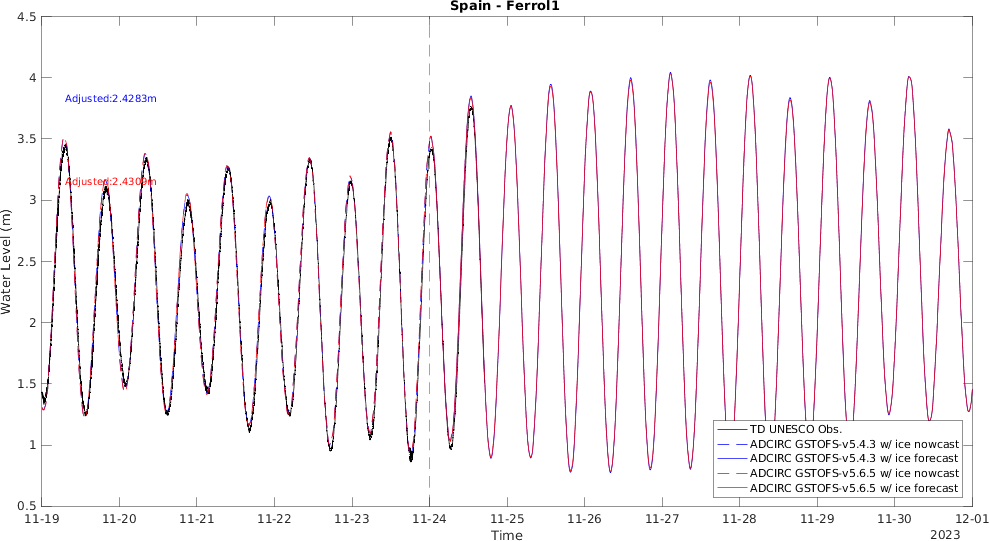 Spain - Ferrol1
4.5
4
3.5
3
2.5
2
1.5
1
0.5
Water Level (m)
Adjusted:2.4283m
Adjusted:2.4309m
TD UNESCO Obs.
ADCIRC GSTOFS-v5.4.3 w/ ice nowcast
ADCIRC GSTOFS-v5.4.3 w/ ice forecast
ADCIRC GSTOFS-v5.6.5 w/ ice nowcast
ADCIRC GSTOFS-v5.6.5 w/ ice forecast
11-19 11-20 11-21 11-22 11-23 11-24 11-25 11-26 11-27 11-28 11-29 11-30 12-01
Time
2023